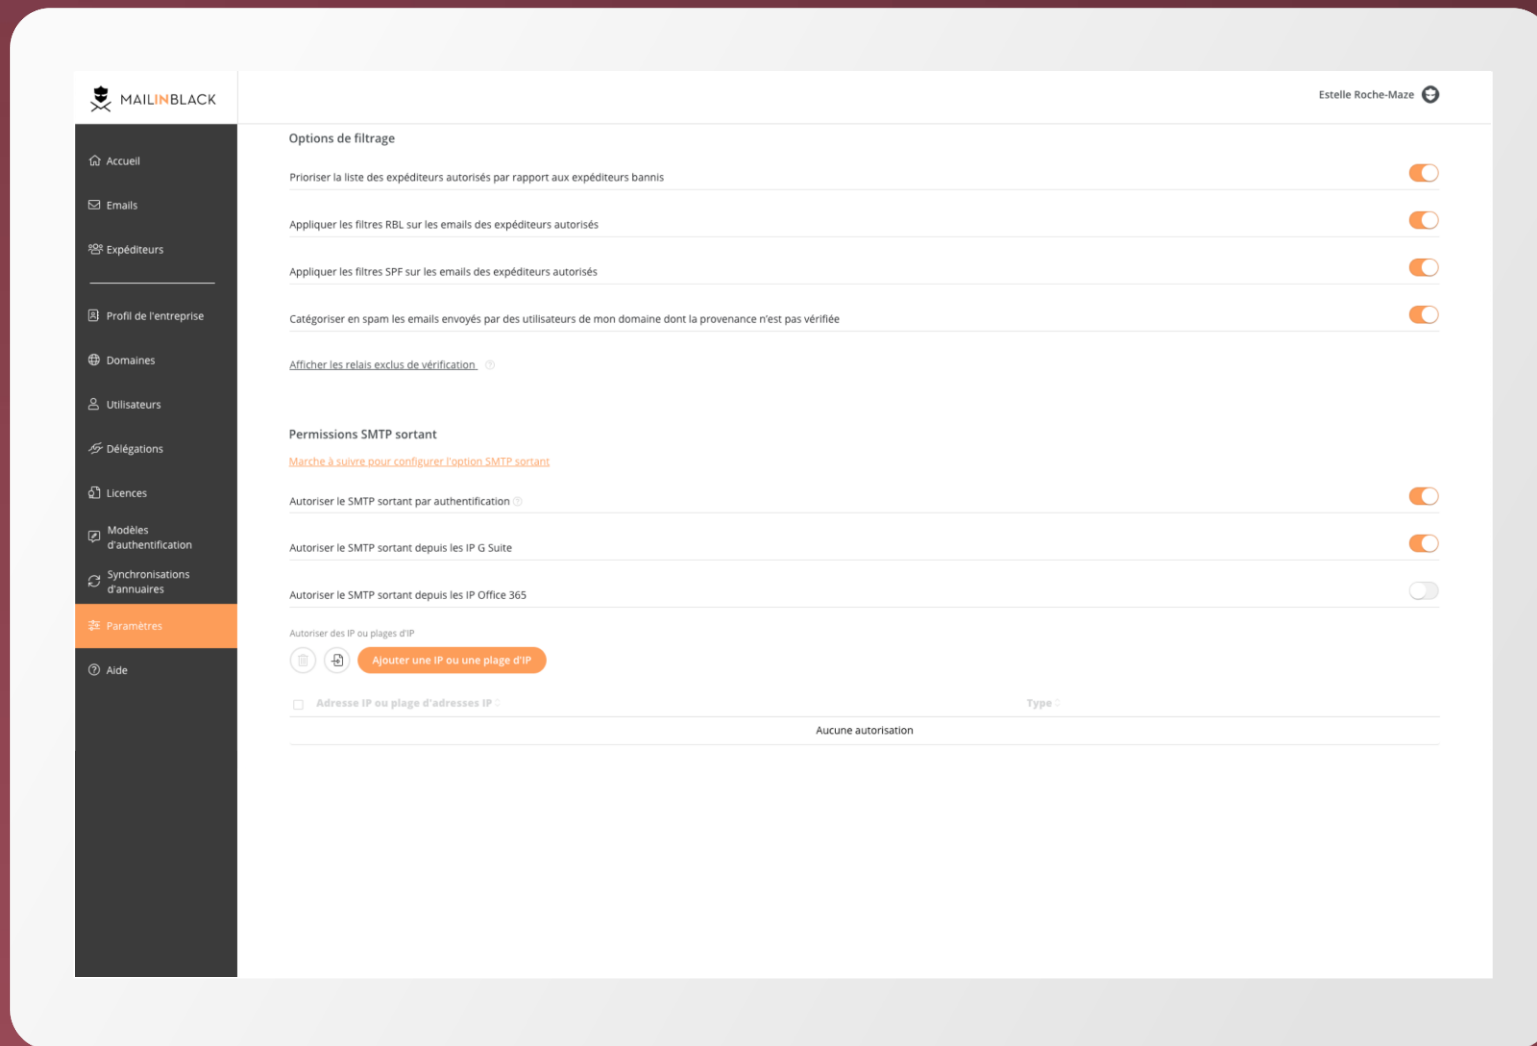 MAILINBLACK
Estelle Roche-Maze
Accueil
Emails
Expéditeurs
Profil de l'entreprise
Domaines
Utilisateurs
Délégations
Licences
Modèles
d'authentification
Synchronisations
d'annuaires
Paramètres
Aide
Options de filtrage
Prioriser la liste des expéditeurs autorisés par rapport aux expéditeurs bannis
Appliquer les filtres RBL sur les emails des expéditeurs autorisés
Appliquer les filtres SPF sur les emails des expéditeurs autorisés
Catégoriser en spam les emails envoyés par des utilisateurs de mon domaine dont la provenance n'est pas vérifiée
Afficher les relais exclus de vérification
Permissions SMTP sortant
Marche à suivre pour configurer l'option SMTP sortant
Autoriser le SMTP sortant par authentification
Autoriser le SMTP sortant depuis les IP G Suite
Autoriser le SMTP sortant depuis les IP Office 365
Autoriser des IP ou plages d'IP
Ajouter une IP ou une plage d'IP
Adresse IP ou plage d'adresses IP
Type
Aucune autorisation